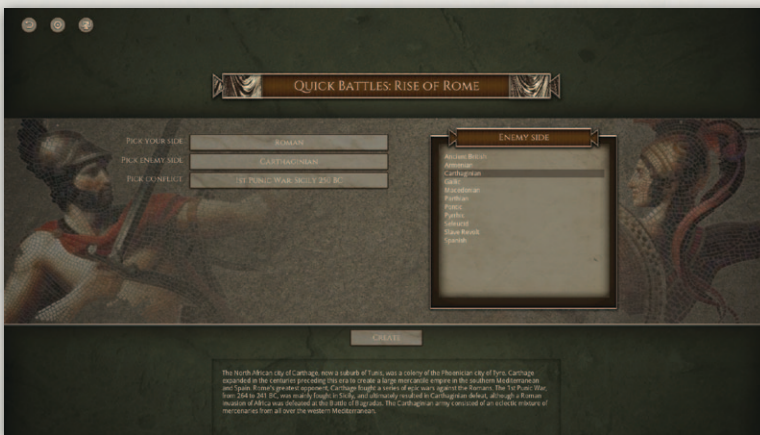 QUICK BATTLES: RISE OF ROME
PICK YOUR SIDE ROMAN
PICK ENEMY SIDE CARTHAGINIAN
PICK CONFLICT 1ST PUNIC WAR, SICILY 250 BC
ENEMY SIDE
Ancient British
Armenian
Carthaginian
Gallic
Macedonian
Parthian
Pontic
Pyrrhic
Seleucid
Slave Revolt
Spanish
CREATE
The North African city of Carthage, now a suburb of Tunis, was a colony of the Phoenician city of Tyre. Carthage
expanded in the centuries preceding this era to create a large mercantile empire in the southern Mediterranean
and Spain. Rome's greatest opponent, Carthage fought a series of epic wars against the Romans. The 1st Punic War,
from 264 to 241 BC, was mainly fought in Sicily, and ultimately resulted in Carthaginian defeat, although a Roman
invasion of Africa was defeated at the Battle of Bagradas. The Carthaginian army consisted of an eclectic mixture of
mercenaries from all over the western Mediterranean.